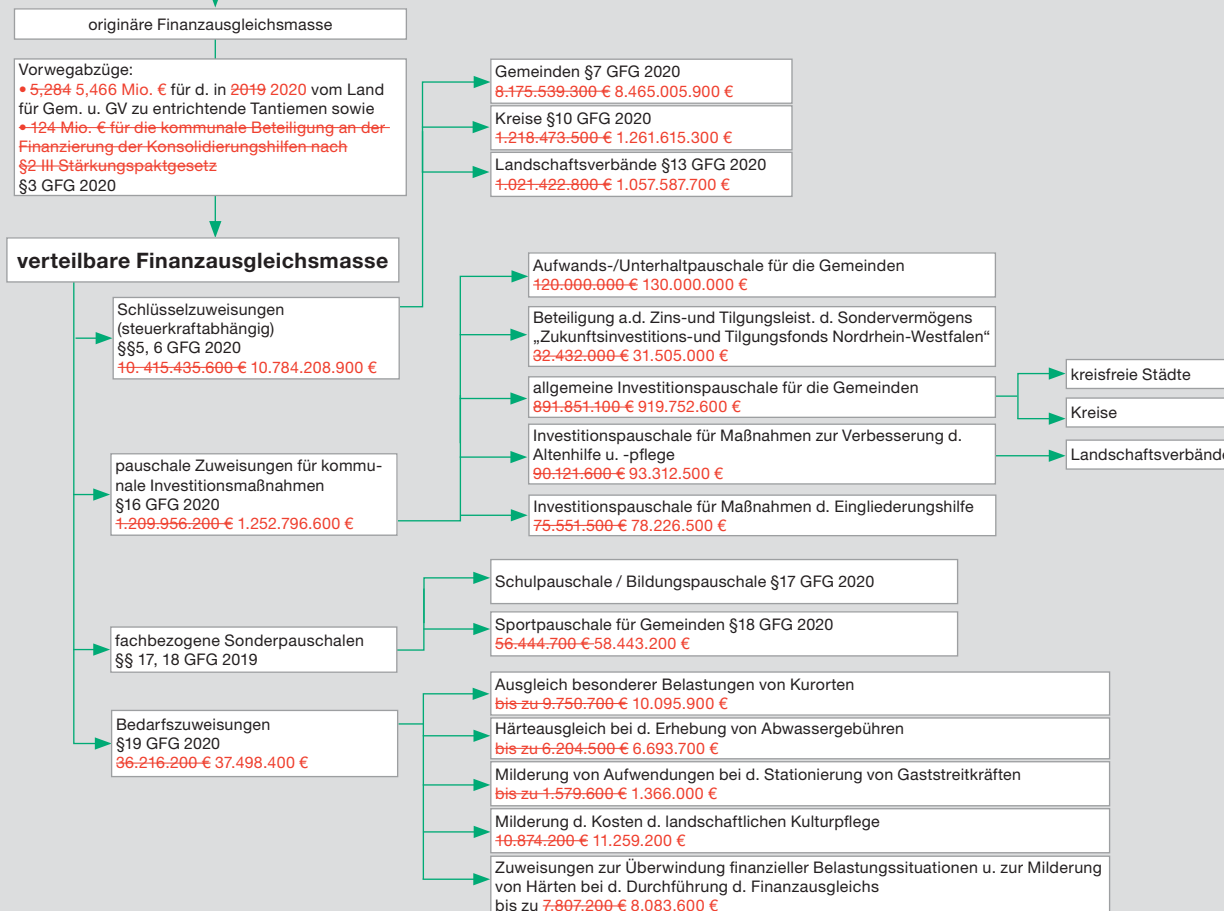 originäre Finanzausgleichsmasse
Vorwegabzüge:
• 5,284 5,466 Mio. € für d. in 2019 2020 vom Land
für Gem. u. GV zu entrichtende Tantiemen sowie
• 124 Mio. € für die kommunale Beteiligung an der
Finanzierung der Konsolidierungshilfen nach
§2 III Stärkungspaktgesetz
§3 GFG 2020
verteilbare Finanzausgleichsmasse
Schlüsselzuweisungen
(steuerkraftabhängig)
§§5, 6 GFG 2020
10. 415.435.600 € 10.784.208.900 €
Gemeinden §7 GFG 2020
8.175.539.300 € 8.465.005.900 €
Kreise §10 GFG 2020
1.218.473.500 € 1.261.615.300 €
Landschaftsverbände §13 GFG 2020
1.021.422.800 € 1.057.587.700 €
pauschale Zuweisungen für kommu-
nale Investitionsmaßnahmen
§16 GFG 2020
1.209.956.200 € 1.252.796.600 €
Aufwands-/Unterhaltpauschale für die Gemeinden
120.000.000 € 130.000.000 €
Beteiligung a.d. Zins-und Tilgungsleist. d. Sondervermögens
„Zukunftsinvestitions-und Tilgungsfonds Nordrhein-Westfalen“
32.432.000 € 31.505.000 €
allgemeine Investitionspauschale für die Gemeinden
891.851.100 € 919.752.600 €
kreisfreie Städte
Kreise
Investitionspauschale für Maßnahmen zur Verbesserung d.
Altenhilfe u. -pflege
90.121.600 € 93.312.500 €
Landschaftsverbände
Investitionspauschale für Maßnahmen d. Eingliederungshilfe
75.551.500 € 78.226.500 €
fachbezogene Sonderpauschalen
§§ 17, 18 GFG 2019
Schulpauschale / Bildungspauschale §17 GFG 2020
Sportpauschale für Gemeinden §18 GFG 2020
56.444.700 € 58.443.200 €
Bedarfszuweisungen
§19 GFG 2020
36.216.200 € 37.498.400 €
Ausgleich besonderer Belastungen von Kurorten
bis zu 9.750.700 € 10.095.900 €
Härteausgleich bei d. Erhebung von Abwassergebühren
bis zu 6.204.500 € 6.693.700 €
Milderung von Aufwendungen bei d. Stationierung von Gaststreitkräften
bis zu 1.579.600 € 1.366.000 €
Milderung d. Kosten d. landschaftlichen Kulturpflege
10.874.200 € 11.259.200 €
Zuweisungen zur Überwindung finanzieller Belastungssituationen u. zur Milderung
von Härten bei d. Durchführung d. Finanzausgleichs
bis zu 7.807.200 € 8.083.600 €